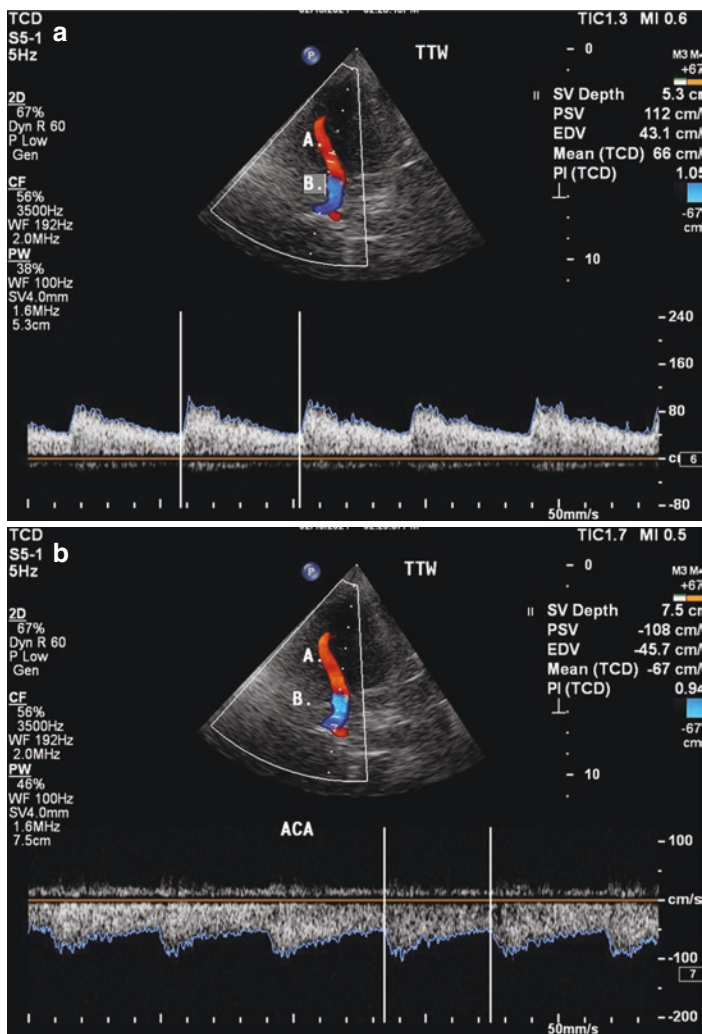 TCD
S5-1
5Hz
a
TTW
TIC1.3 MI 0.6
2D
67%
Dyn R 60
P Low
Gen
CF
56%
3500Hz
WF 192Hz
2.0MHz
PW
38%
WF 100Hz
SV4.0mm
1.6MHz
5.3cm
P
A
B
0
10
M3
+67
SV Depth 5.3
PSV 112 cm/
EDV 43.1 cm/
Mean (TCD) 66 cm/
PI (TCD) 1.05
-67
cm
240
160
80
6
-80
50mm/s
TCD
S5-1
5Hz
b
TTW
TIC1.7 MI 0.5
2D
67%
Dyn R 60
P Low
Gen
CF
56%
3500Hz
WF 192Hz
2.0MHz
PW
46%
WF 100Hz
SV4.0mm
1.6MHz
7.5cm
P
A
B
0
10
M3
+67
SV Depth 7.5
PSV -108 cm/
EDV -45.7 cm/
Mean (TCD) -67 cm/
PI (TCD) 0.94
-67
cm
ACA
100
cm/s
-100
7
-200
50mm/s